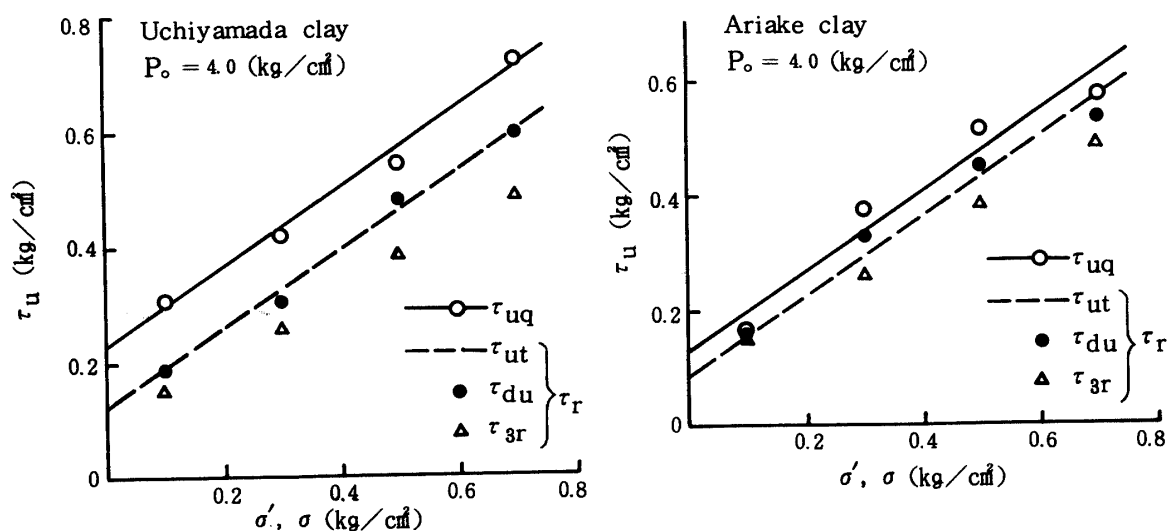 Uchiyamada clay
P₀ = 4.0 (kg/cm²)
0.8
0.6
0.4
0.2
0
τu (kg/cm²)
τuq
τut
τdu
τ3r
τr
0.2
0.4
0.6
0.8
σ′, σ (kg/cm²)
Ariake clay
P₀ = 4.0 (kg/cm²)
0.6
0.4
0.2
0
τu (kg/cm²)
τuq
τut
τdu
τ3r
τr
0.2
0.4
0.6
0.8
σ′, σ (kg/cm²)